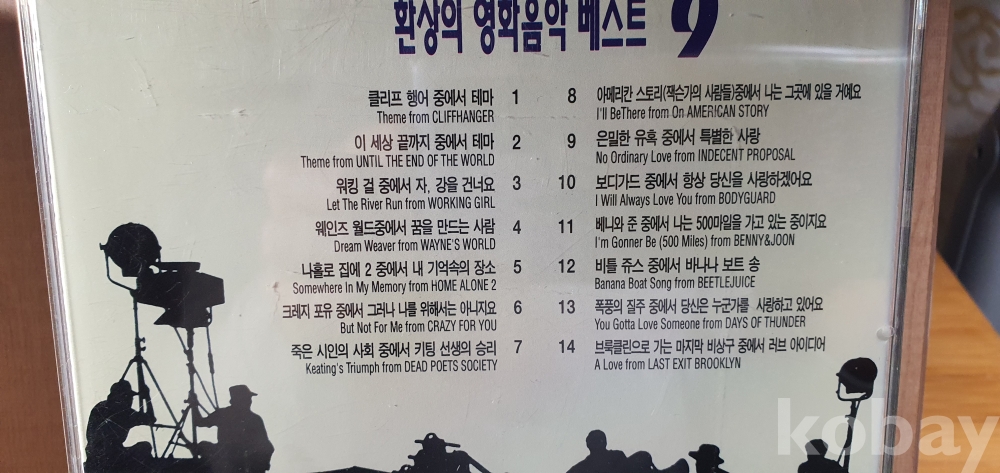 환상의 영화음악 베스트 9
클리프 행어 중에서 테마 1
Theme from CLIFFHANGER
이 세상 끝까지 중에서 테마 2
Theme from UNTIL THE END OF THE WORLD
워킹 걸 중에서 자, 강을 건너요 3
Let The River Run from WORKING GIRL
웨인즈 월드중에서 꿈을 만드는 사람 4
Dream Weaver from WAYNE'S WORLD
나홀로 집에 2 중에서 내 기억속의 장소 5
Somewhere In My Memory from HOME ALONE 2
크레지 포유 중에서 그러나 나를 위해서는 아니지요 6
But Not For Me from CRAZY FOR YOU
죽은 시인의 사회 중에서 키팅 선생의 승리 7
Keating's Triumph from DEAD POETS SOCIETY
8 아메리칸 스토리(잭슨가의 사람들)중에서 나는 그곳에 있을 거예요
I'll BeThere from On AMERICAN STORY
9 은밀한 유혹 중에서 특별한 사랑
No Ordinary Love from INDECENT PROPOSAL
10 보디가드 중에서 항상 당신을 사랑하겠어요
I Will Always Love You from BODYGUARD
11 베니와 준 중에서 나는 500마일을 가고 있는 중이지요
I'm Gonner Be (500 Miles) from BENNY&JOON
12 비틀 쥬스 중에서 바나나 보트 송
Banana Boat Song from BEETLEJUICE
13 폭풍의 질주 중에서 당신은 누군가를 사랑하고 있어요
You Gotta Love Someone from DAYS OF THUNDER
14 브룩클린으로 가는 마지막 비상구 중에서 러브 아이디어
A Love from LAST EXIT BROOKLYN
kobay